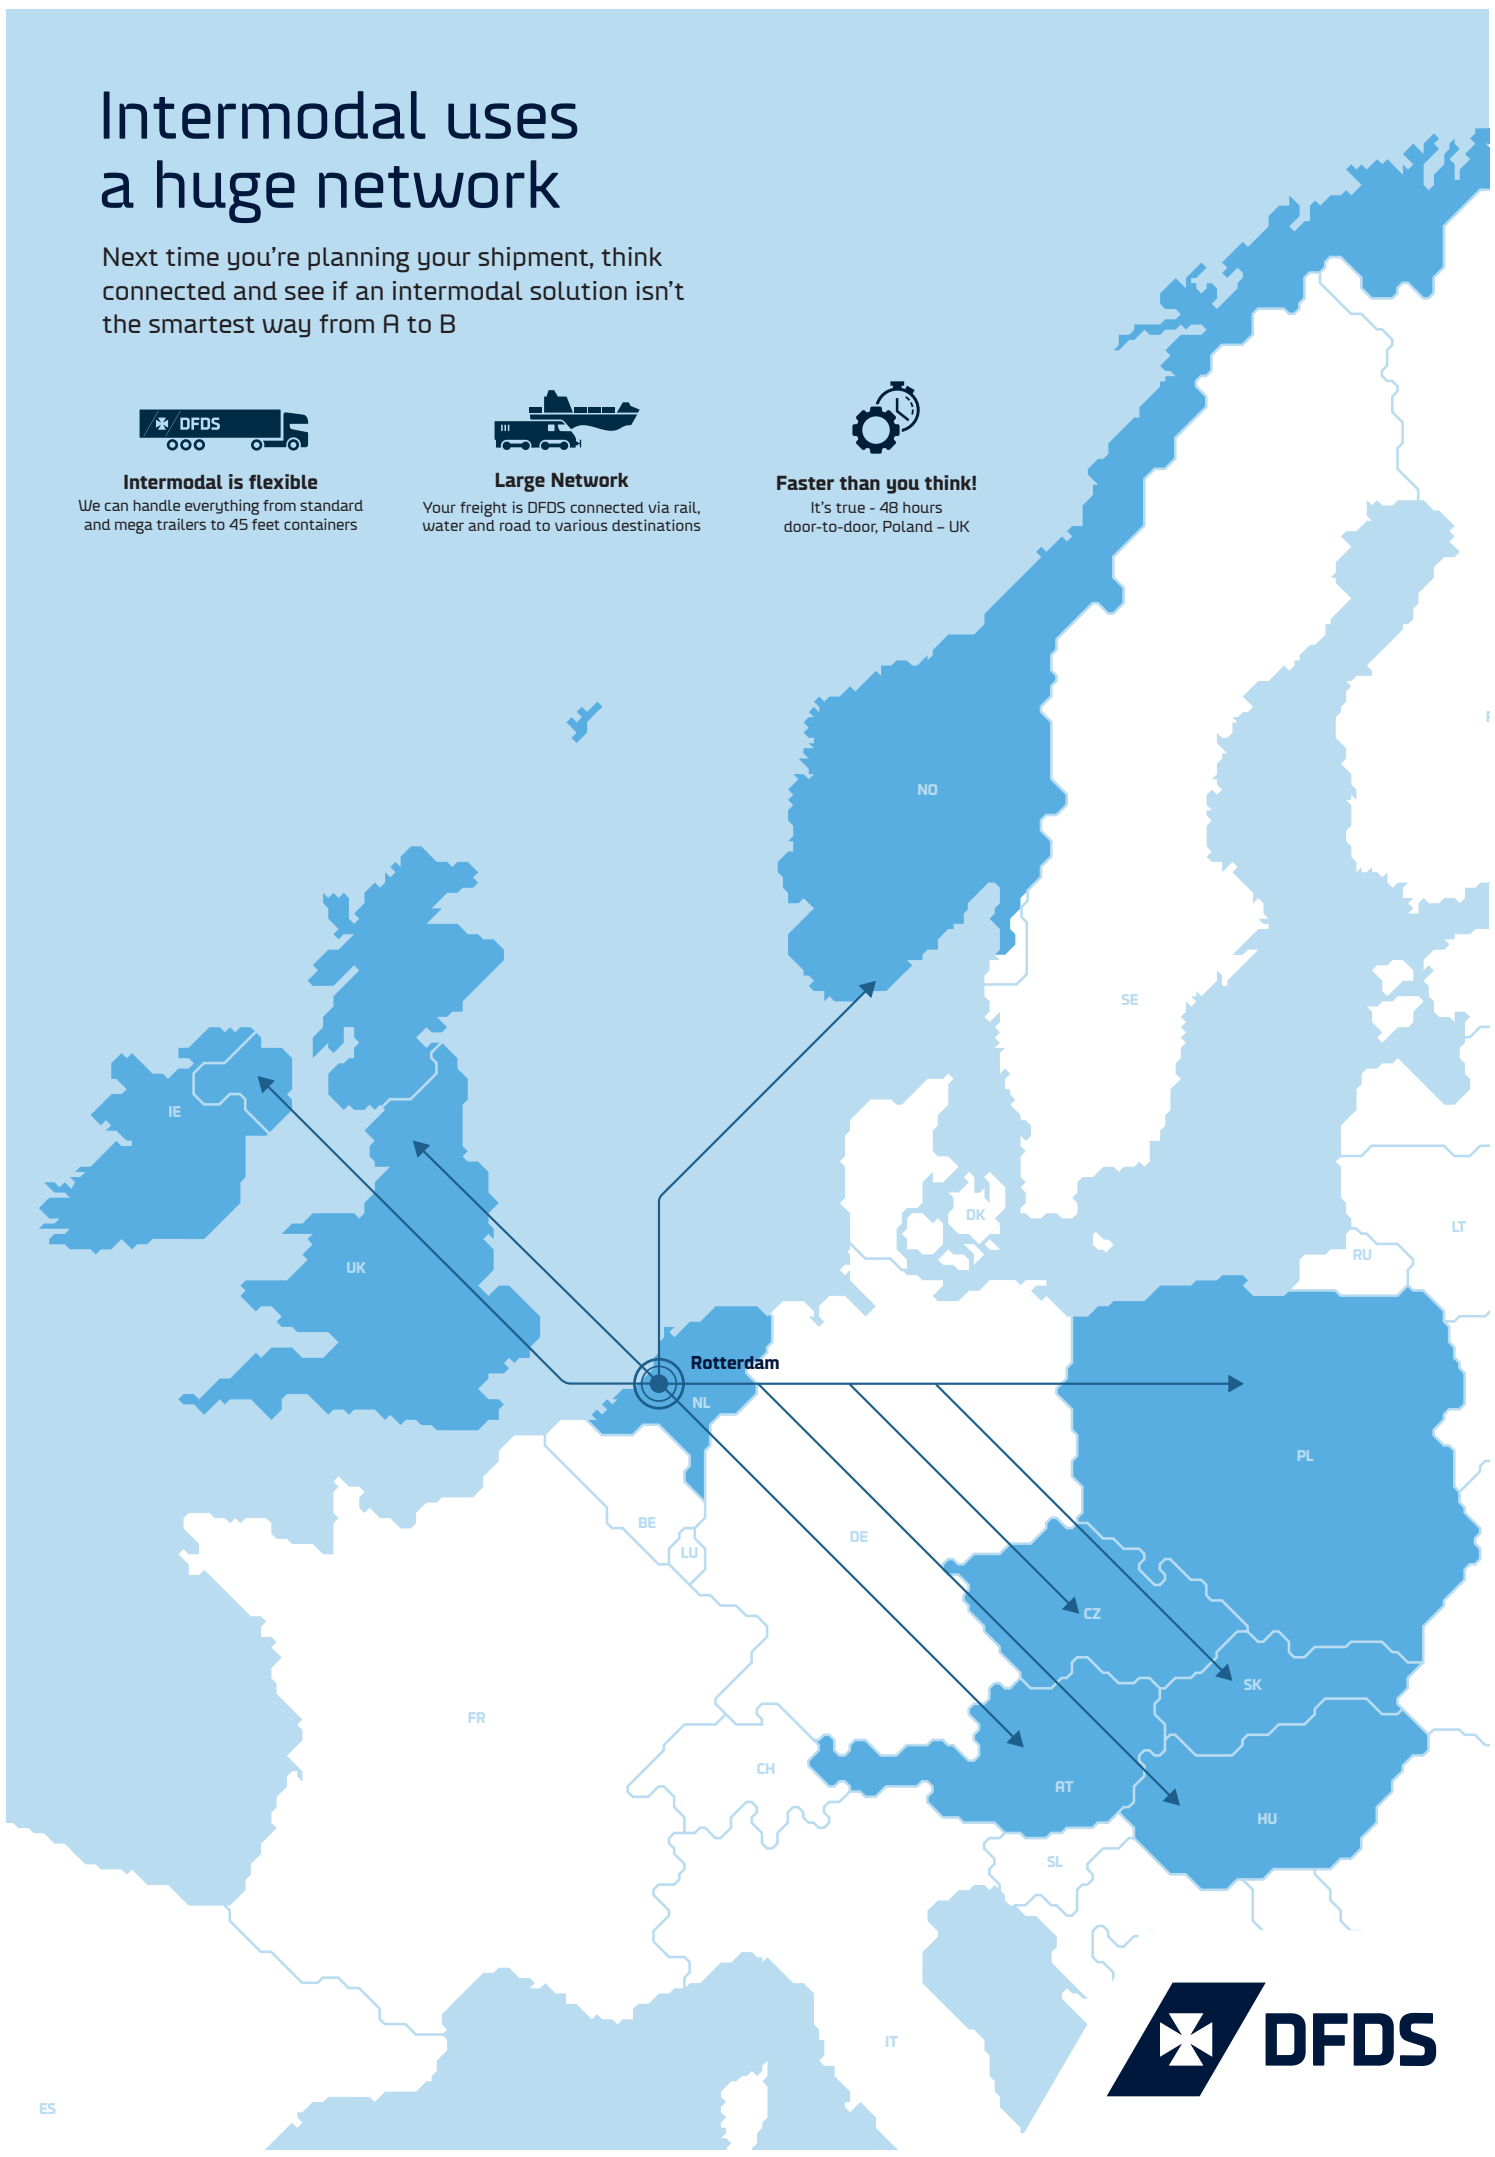 Intermodal uses
a huge network
Next time you're planning your shipment, think
connected and see if an intermodal solution isn't
the smartest way from A to B
DFDS
Intermodal is flexible
We can handle everything from standard
and mega trailers to 45 feet containers
Large Network
Your freight is DFDS connected via rail,
water and road to various destinations
Faster than you think!
It's true - 48 hours
door-to-door, Poland – UK
NO
SE
IE
DK
LT
RU
UK
Rotterdam
NL
PL
BE
DE
LU
CZ
SK
FR
CH
AT
HU
SL
IT
ES
DFDS